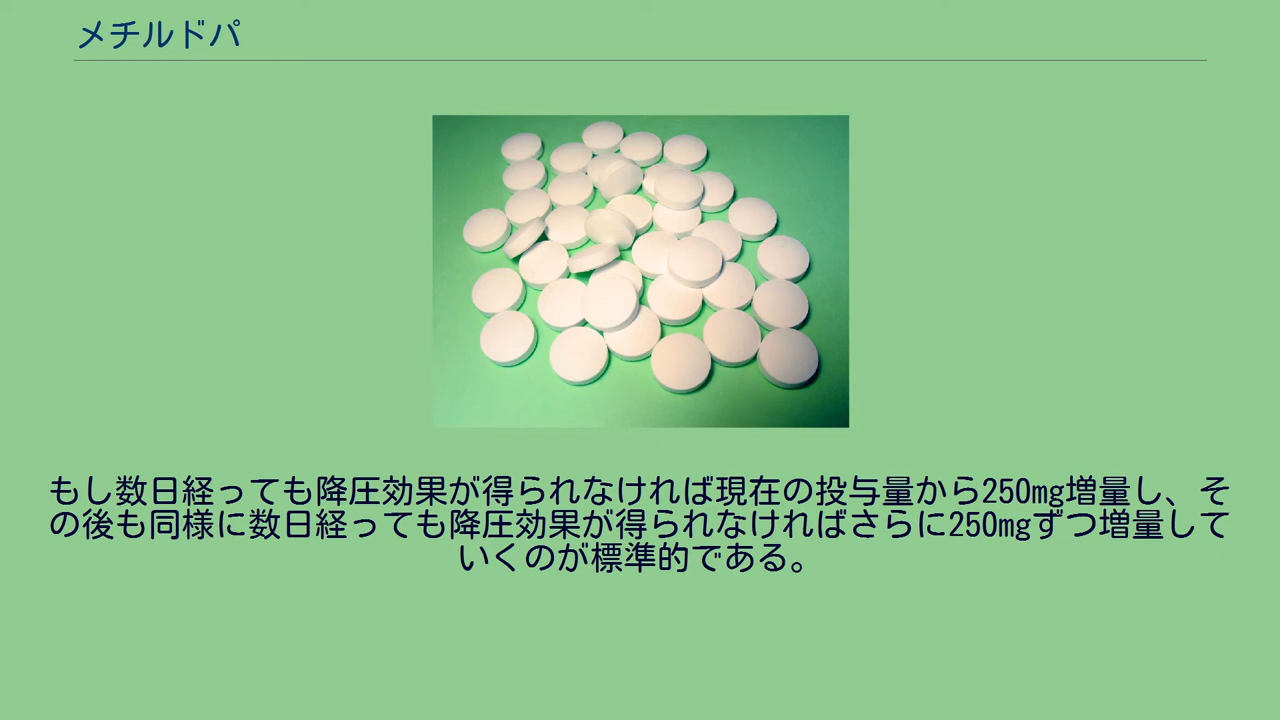 メチルドパ
もし数日経っても降圧効果が得られなければ現在の投与量から250mg増量し、そ
の後も同様に数日経っても降圧効果が得られなければさらに250mgずつ増量して
いくのが標準的である。